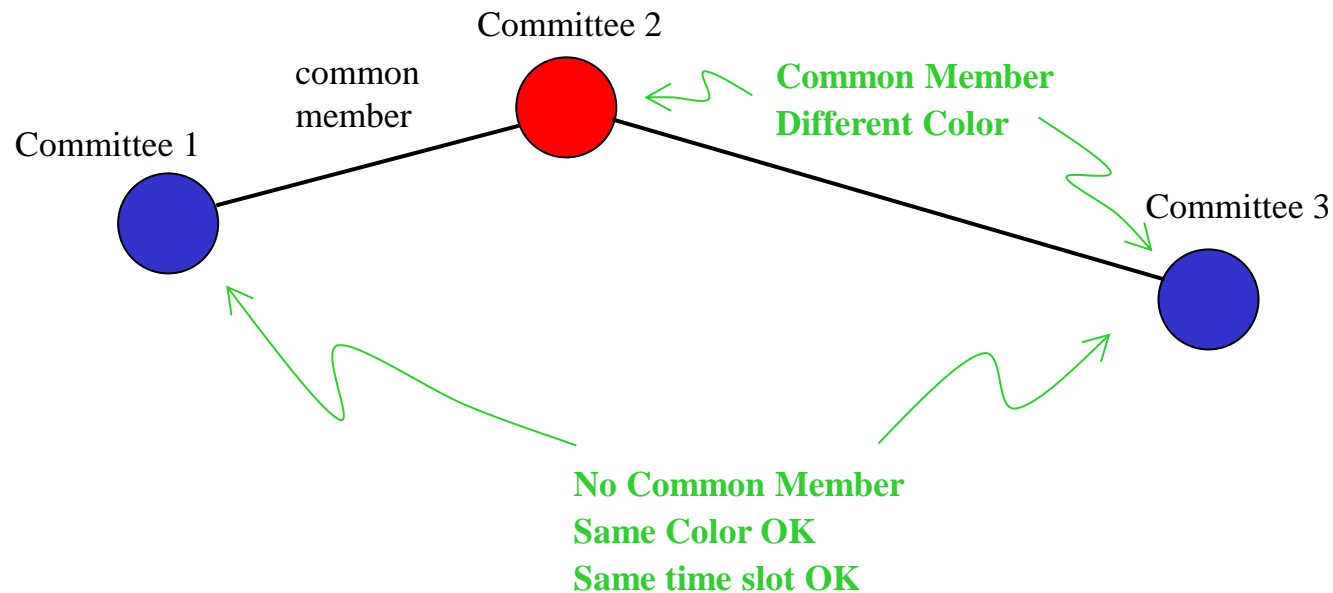 Committee 2
common
member
Common Member
Different Color
Committee 1
Committee 3
No Common Member
Same Color OK
Same time slot OK